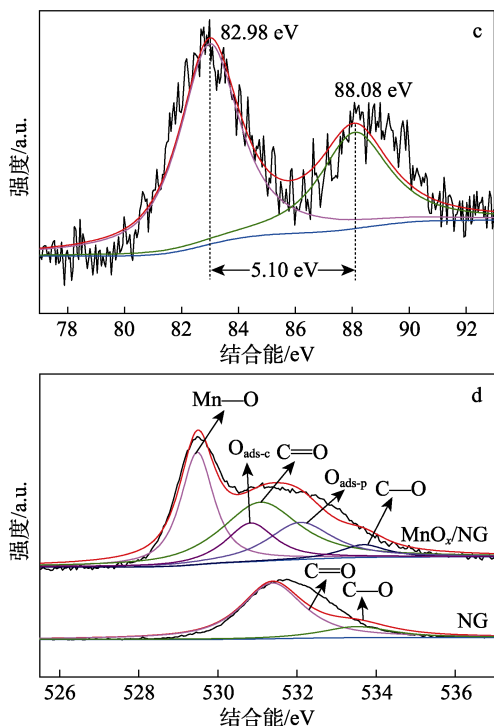 c
82.98 eV
88.08 eV
5.10 eV
强度/a.u.
78 80 82 84 86 88 90 92
结合能/eV
d
Mn—O
Oads-c
C=O
Oads-p
C—O
MnOx/NG
C=O
C—O
NG
强度/a.u.
526 528 530 532 534 536
结合能/eV